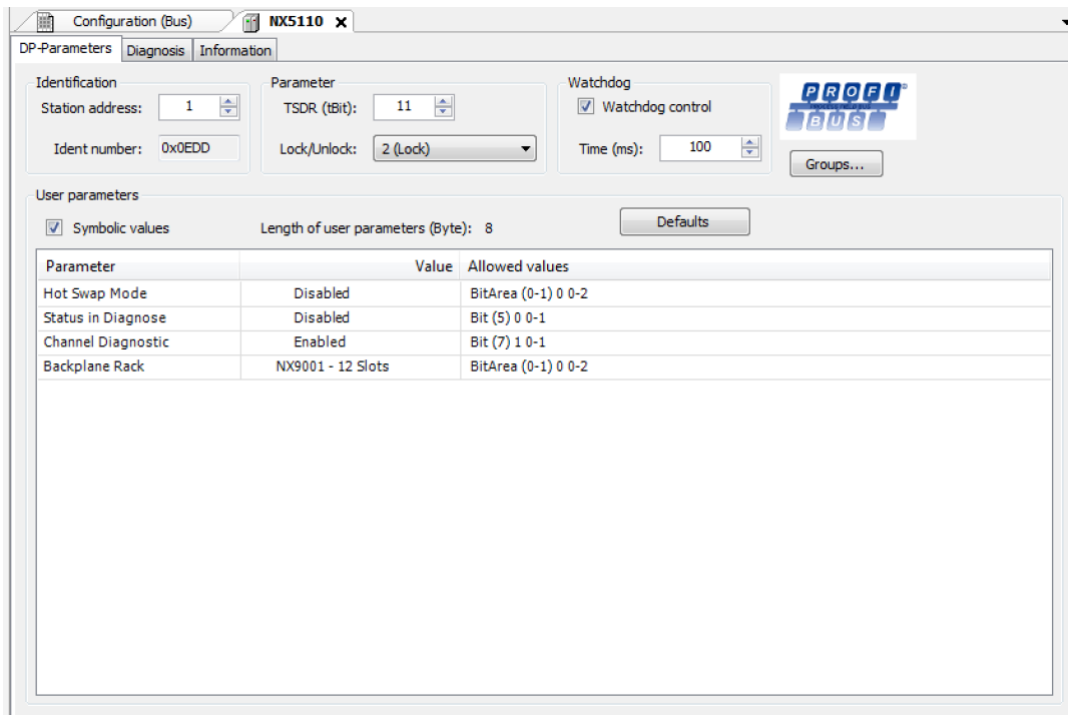 Configuration (Bus) NX5110 x
DP-Parameters Diagnosis Information
Identification Parameter Watchdog
Station address: 1 TSDR (tBit): 11 Watchdog control
Ident number: 0x0EDD Lock/Unlock: 2 (Lock) Time (ms): 100
PROFI
PROCESS FIELD BUS
BUS
Groups...
User parameters
Symbolic values Length of user parameters (Byte): 8 Defaults
Parameter Value Allowed values
Hot Swap Mode Disabled BitArea (0-1) 0 0-2
Status in Diagnose Disabled Bit (5) 0 0-1
Channel Diagnostic Enabled Bit (7) 1 0-1
Backplane Rack NX9001 - 12 Slots BitArea (0-1) 0 0-2